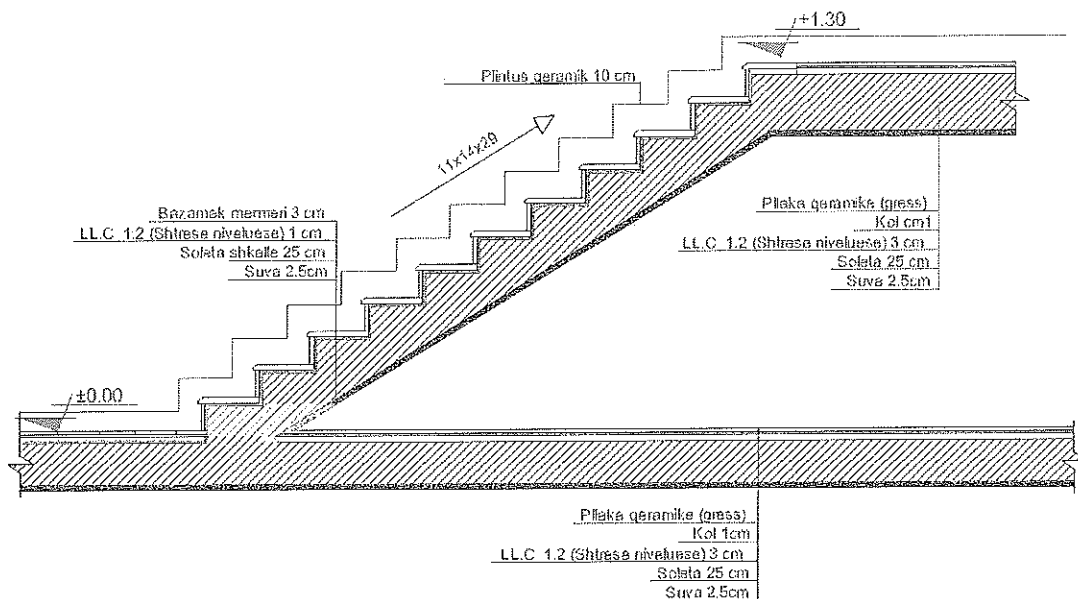 +1.30
Plintus qeramik 10 cm
11x14x29
Bazamak mermeri 3 cm
LL.C 1:2 (Shtrese niveluese) 1 cm
Soleta shkalle 25 cm
Suva 2.5cm
Pllaka qeramike (gress)
Kol cm1
LL.C 1:2 (Shtrese niveluese) 3 cm
Soleta 25 cm
Suva 2.5cm
±0.00
Pllaka qeramike (gress)
Kol 1cm
LL.C 1:2 (Shtrese niveluese) 3 cm
Soleta 25 cm
Suva 2.5cm